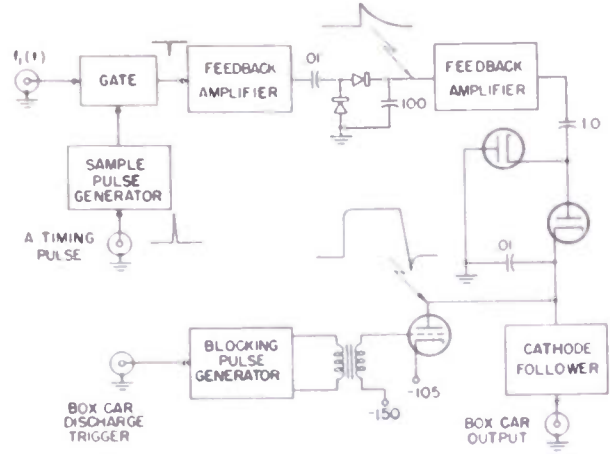 f₁(t)
GATE
FEEDBACK
AMPLIFIER
.01
100
FEEDBACK
AMPLIFIER
1.0
SAMPLE
PULSE
GENERATOR
A TIMING
PULSE
.01
BLOCKING
PULSE
GENERATOR
-105
-150
CATHODE
FOLLOWER
BOX CAR
DISCHARGE
TRIGGER
BOX CAR
OUTPUT